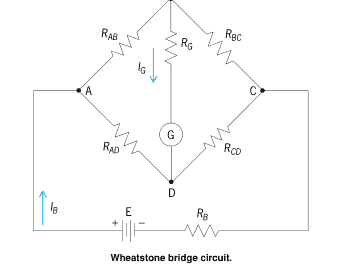 R_AB
R_G
R_BC
I_G
A
C
G
R_AD
R_CD
D
I_B
E
R_B
+ −
Wheatstone bridge circuit.